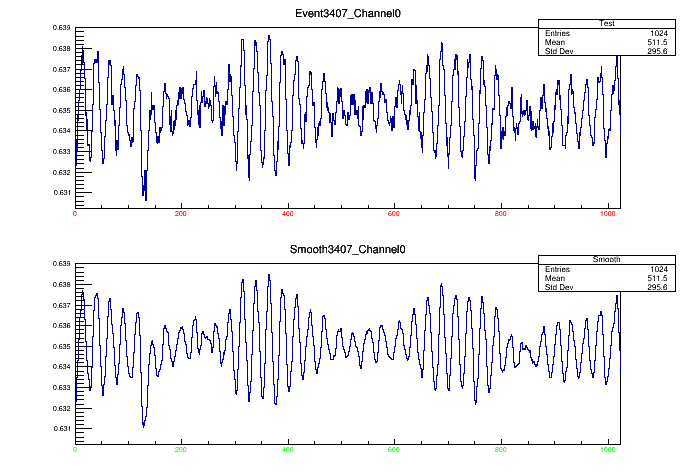 Event3407_Channel0
Test
Entries 1024
Mean 511.5
Std Dev 295.6
0.639
0.638
0.637
0.636
0.635
0.634
0.633
0.632
0.631
0 200 400 600 800 1000
Smooth3407_Channel0
Smooth
Entries 1024
Mean 511.5
Std Dev 295.6
0.639
0.638
0.637
0.636
0.635
0.634
0.633
0.632
0.631
0 200 400 600 800 1000